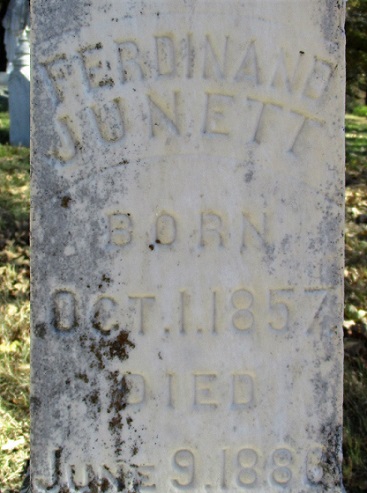 FERDINAND
JUNETT
BORN
OCT. 1. 1857
DIED
JUNE 9. 1886